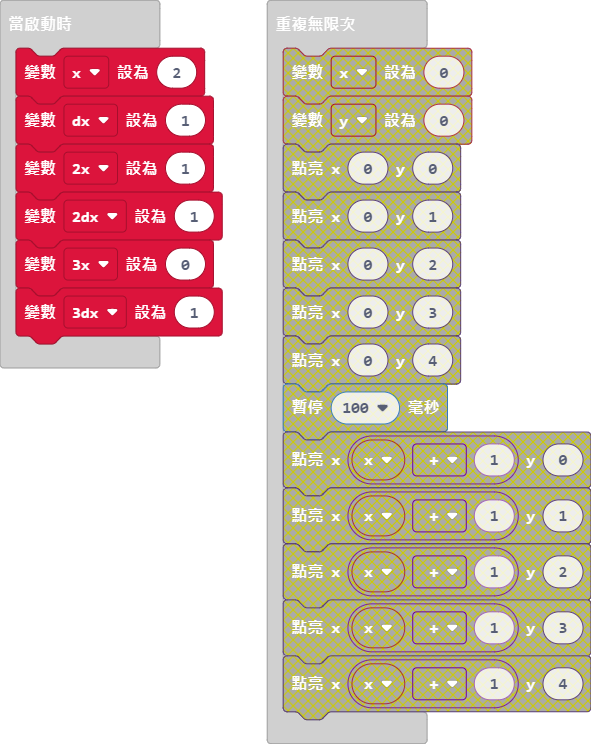 當啟動時
變數 x 設為 2
變數 dx 設為 1
變數 2x 設為 1
變數 2dx 設為 1
變數 3x 設為 0
變數 3dx 設為 1
重複無限次
變數 x 設為 0
變數 y 設為 0
點亮 x 0 y 0
點亮 x 0 y 1
點亮 x 0 y 2
點亮 x 0 y 3
點亮 x 0 y 4
暫停 100 毫秒
點亮 x x + 1 y 0
點亮 x x + 1 y 1
點亮 x x + 1 y 2
點亮 x x + 1 y 3
點亮 x x + 1 y 4